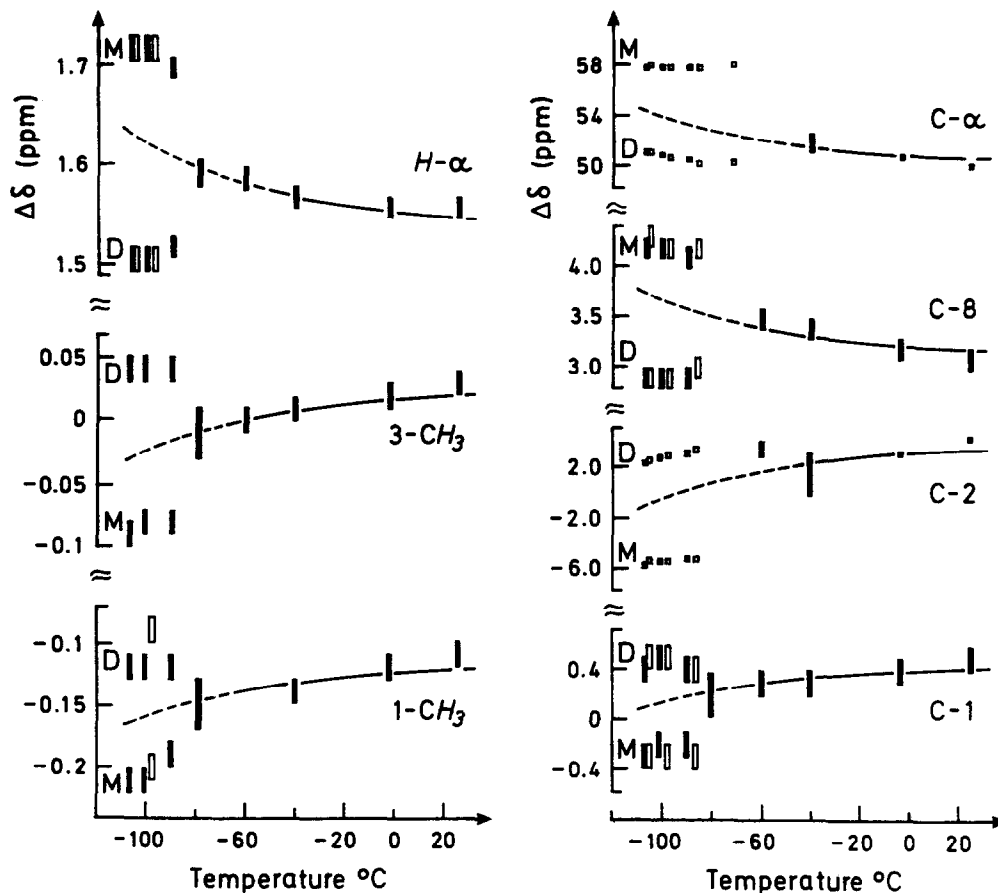 Δδ (ppm)
M
1.7
1.6
D
1.5
H-α
≈
0.05
D
0
-0.05
M
-0.1
3-CH₃
≈
-0.1
D
-0.15
-0.2
M
1-CH₃
-100 -60 -20 0 20
Temperature °C
Δδ (ppm)
M
58
54
D
50
C-α
≈
M
4.0
3.5
D
3.0
C-8
≈
D
2.0
-2.0
M
-6.0
C-2
≈
D
0.4
0
M
-0.4
C-1
-100 -60 -20 0 20
Temperature °C